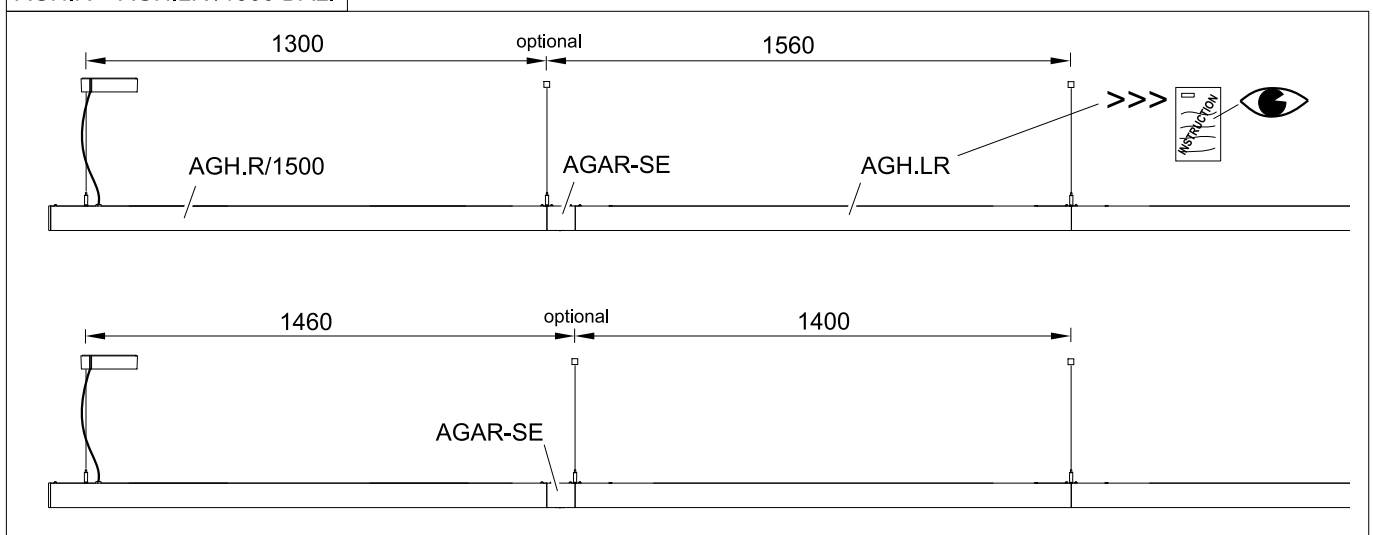 1300 optional 1560
>>> INSTRUCTION
AGH.R/1500 AGAR-SE AGH.LR
1460 optional 1400
AGAR-SE